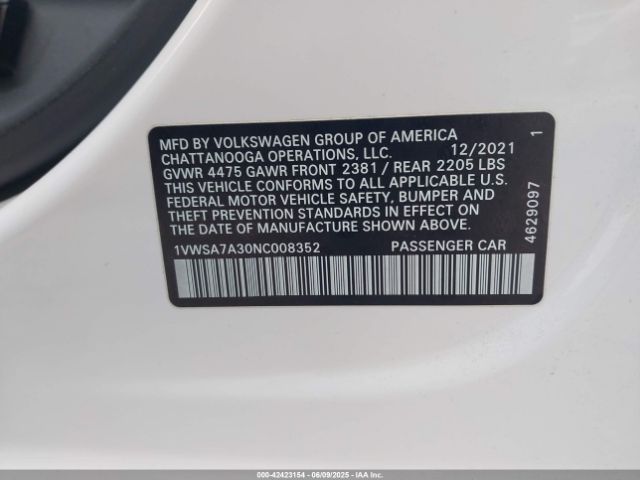 MFD BY VOLKSWAGEN GROUP OF AMERICA
CHATTANOOGA OPERATIONS, LLC. 12/2021 1
GVWR 4475 GAWR FRONT 2381 / REAR 2205 LBS
THIS VEHICLE CONFORMS TO ALL APPLICABLE U.S.
FEDERAL MOTOR VEHICLE SAFETY, BUMPER AND
THEFT PREVENTION STANDARDS IN EFFECT ON
THE DATE OF MANUFACTURE SHOWN ABOVE.
1VWSA7A30NC008352 PASSENGER CAR
4629097
000-42423154 - 06/09/2025 - IAA